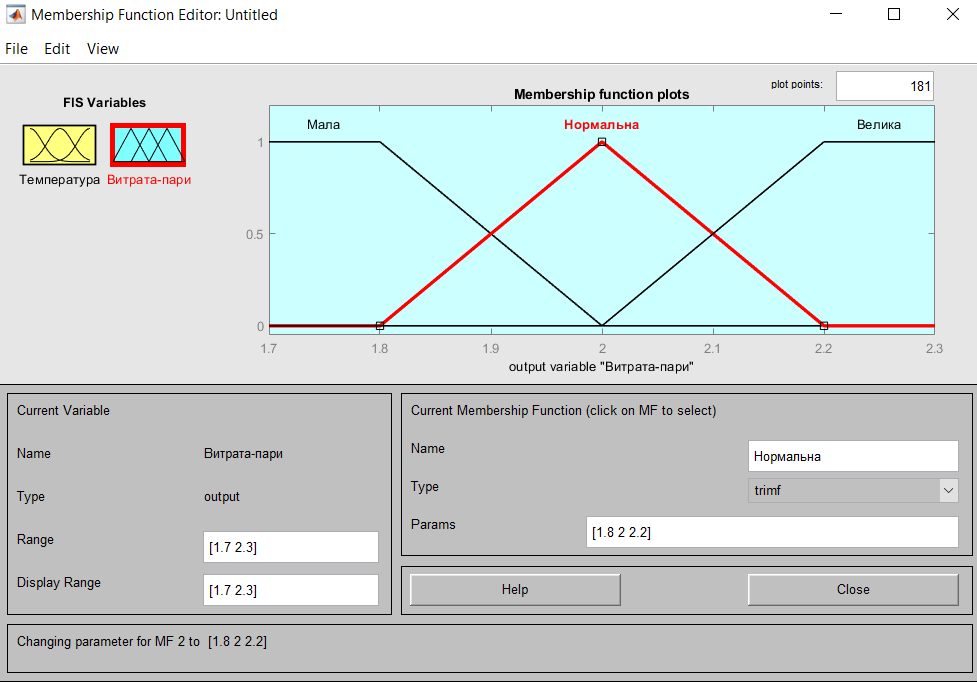 Membership Function Editor: Untitled
File Edit View
FIS Variables
Температура Витрата-пари
plot points: 181
Membership function plots
Мала Нормальна Велика
1
0.5
0
1.7 1.8 1.9 2 2.1 2.2 2.3
output variable "Витрата-пари"
Current Variable
Name Витрата-пари
Type output
Range [1.7 2.3]
Display Range [1.7 2.3]
Current Membership Function (click on MF to select)
Name Нормальна
Type trimf
Params [1.8 2 2.2]
Help Close
Changing parameter for MF 2 to [1.8 2 2.2]